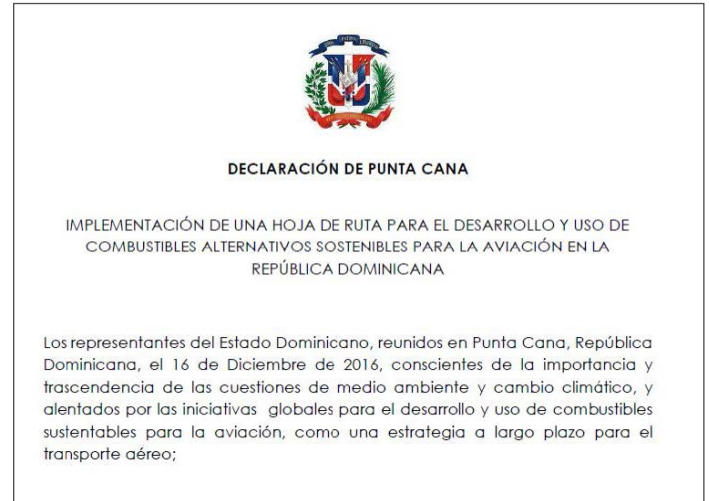 DECLARACIÓN DE PUNTA CANA
IMPLEMENTACIÓN DE UNA HOJA DE RUTA PARA EL DESARROLLO Y USO DE
COMBUSTIBLES ALTERNATIVOS SOSTENIBLES PARA LA AVIACIÓN EN LA
REPÚBLICA DOMINICANA
Los representantes del Estado Dominicano, reunidos en Punta Cana, República
Dominicana, el 16 de Diciembre de 2016, conscientes de la importancia y
trascendencia de las cuestiones de medio ambiente y cambio climático, y
alentados por las iniciativas globales para el desarrollo y uso de combustibles
sustentables para la aviación, como una estrategia a largo plazo para el
transporte aéreo;